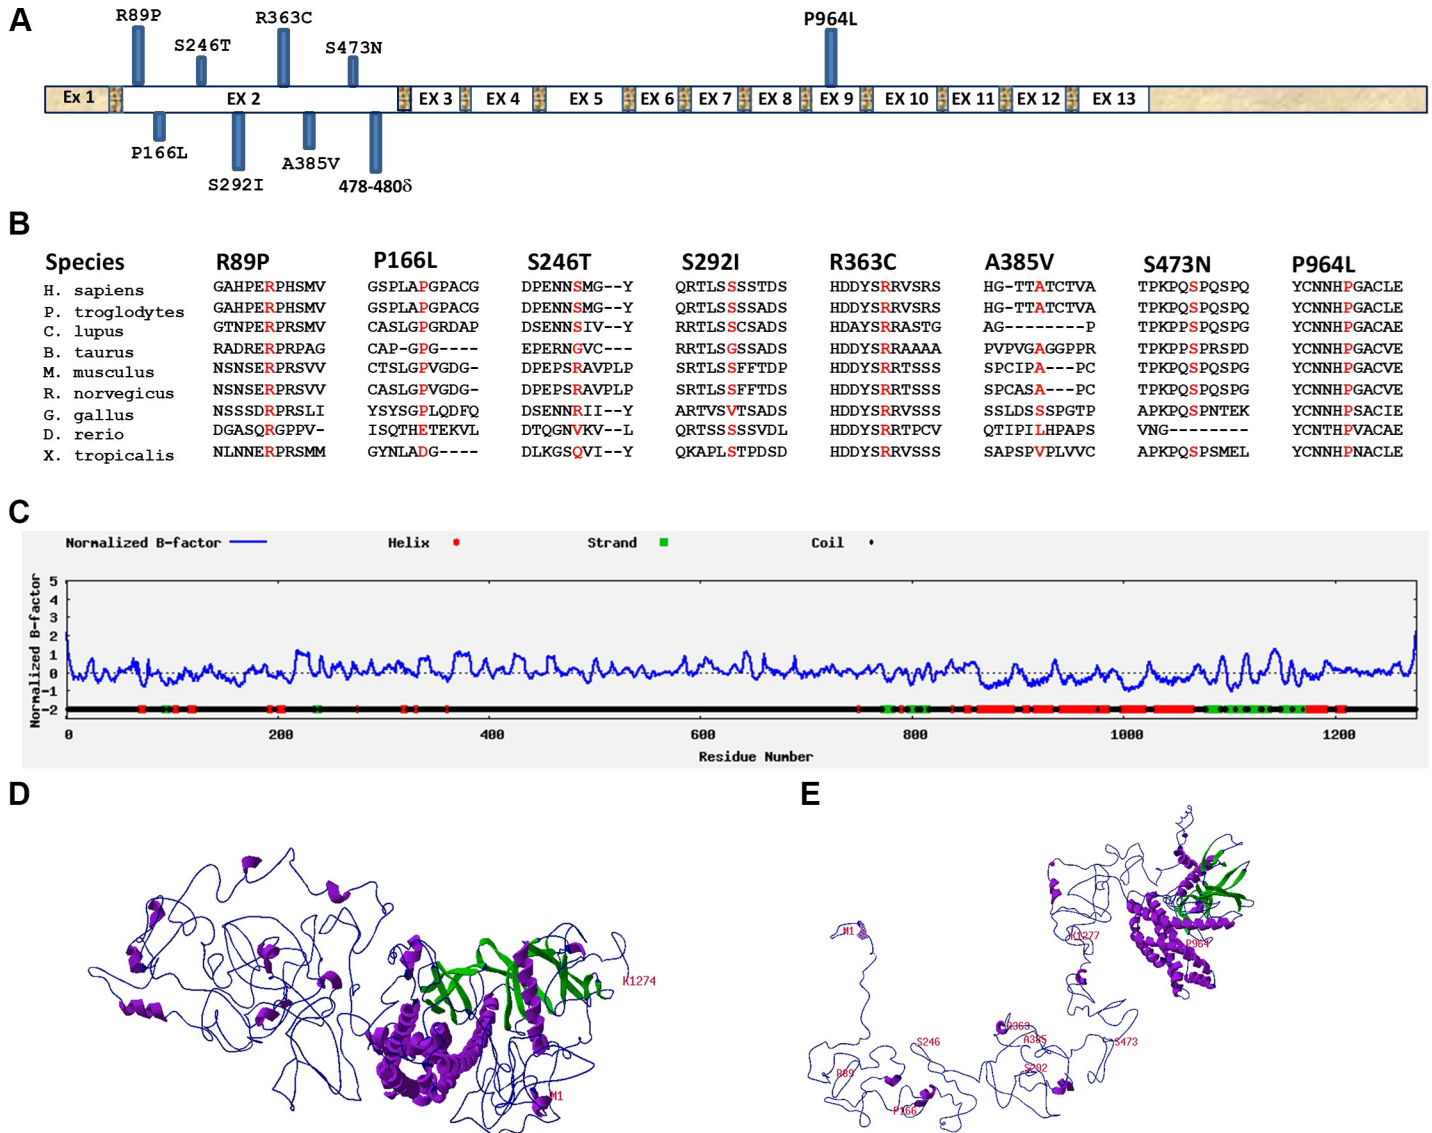 A
R89P
S246T
R363C
S473N
P964L
Ex 1
EX 2
EX 3
EX 4
EX 5
EX 6
EX 7
EX 8
EX 9
EX 10
EX 11
EX 12
EX 13
P166L
S292I
A385V
478-480δ
B
Species R89P P166L S246T S292I R363C A385V S473N P964L
H. sapiens GAHPERPHSMV GSPLAPGPACG DPENNSMG--Y QRTLSSSSTDS HDDYSRRVSRS HG-TTATCTVA TPKPQSPQSPQ YCNNHPGACLE
P. troglodytes GAHPERPHSMV GSPLAPGPACG DPENNSMG--Y QRTLSSSSTDS HDDYSRRVSRS HG-TTATCTVA TPKPQSPQSPQ YCNNHPGACLE
C. lupus GTNPERPRSMV CASLGPGRDAP DSENNSIV--Y RRTLSSCSADS HDAYSRRASTG AG--------P TPKPPSPQSPG YCNNHPGACAE
B. taurus RADRERPRPAG CAP-GPG---- EPERNGVC--- RRTLSGSSADS HDDYSRRAAAA PVPVGAGGPPR TPKPPSPRSPD YCNNHPGACVE
M. musculus NSNSERPRSVV CTSLGPVGDG- DPEPSRAVPLP SRTLSSFFTDP HDDYSRRTSSS SPCIPA---PC TPKPQSPQSPG YCNNHPGACVE
R. norvegicus NSNSERPRSVV CASLGPVGDG- DPEPSRAVPLP SRTLSSFFTDS HDDYSRRTSSS SPCASA---PC TPKPQSPQSPG YCNNHPGACVE
G. gallus NSSSDRPRSLI YSYSGPLQDFQ DSENNRII--Y ARTVSVTSADS HDDYSRRVSSS SSLDSSSPGTP APKPQSPNTEK YCNNHPSACIE
D. rerio DGASQRGPPV- ISQTHETEKVL DTQGNVKV--L QRTSSSSSVDL HDDYSRRTPCV QTIPILHPAPS VNG-------- YCNTHPVACAE
X. tropicalis NLNNERPRSMM GYNLADG---- DLKGSQVI--Y QKAPLSTPDSD HDDYSRRVSSS SAPSPVPLVVC APKPQSPSMEL YCNNHPNACLE
C
Normalized B-factor Helix Strand Coil
Normalized B-factor
5
4
3
2
1
0
-1
-2
0 200 400 600 800 1000 1200
Residue Number
D
K1274
M1
E
M1
K1277
P964
R363
A385
S473
S246
S292
R89
P166